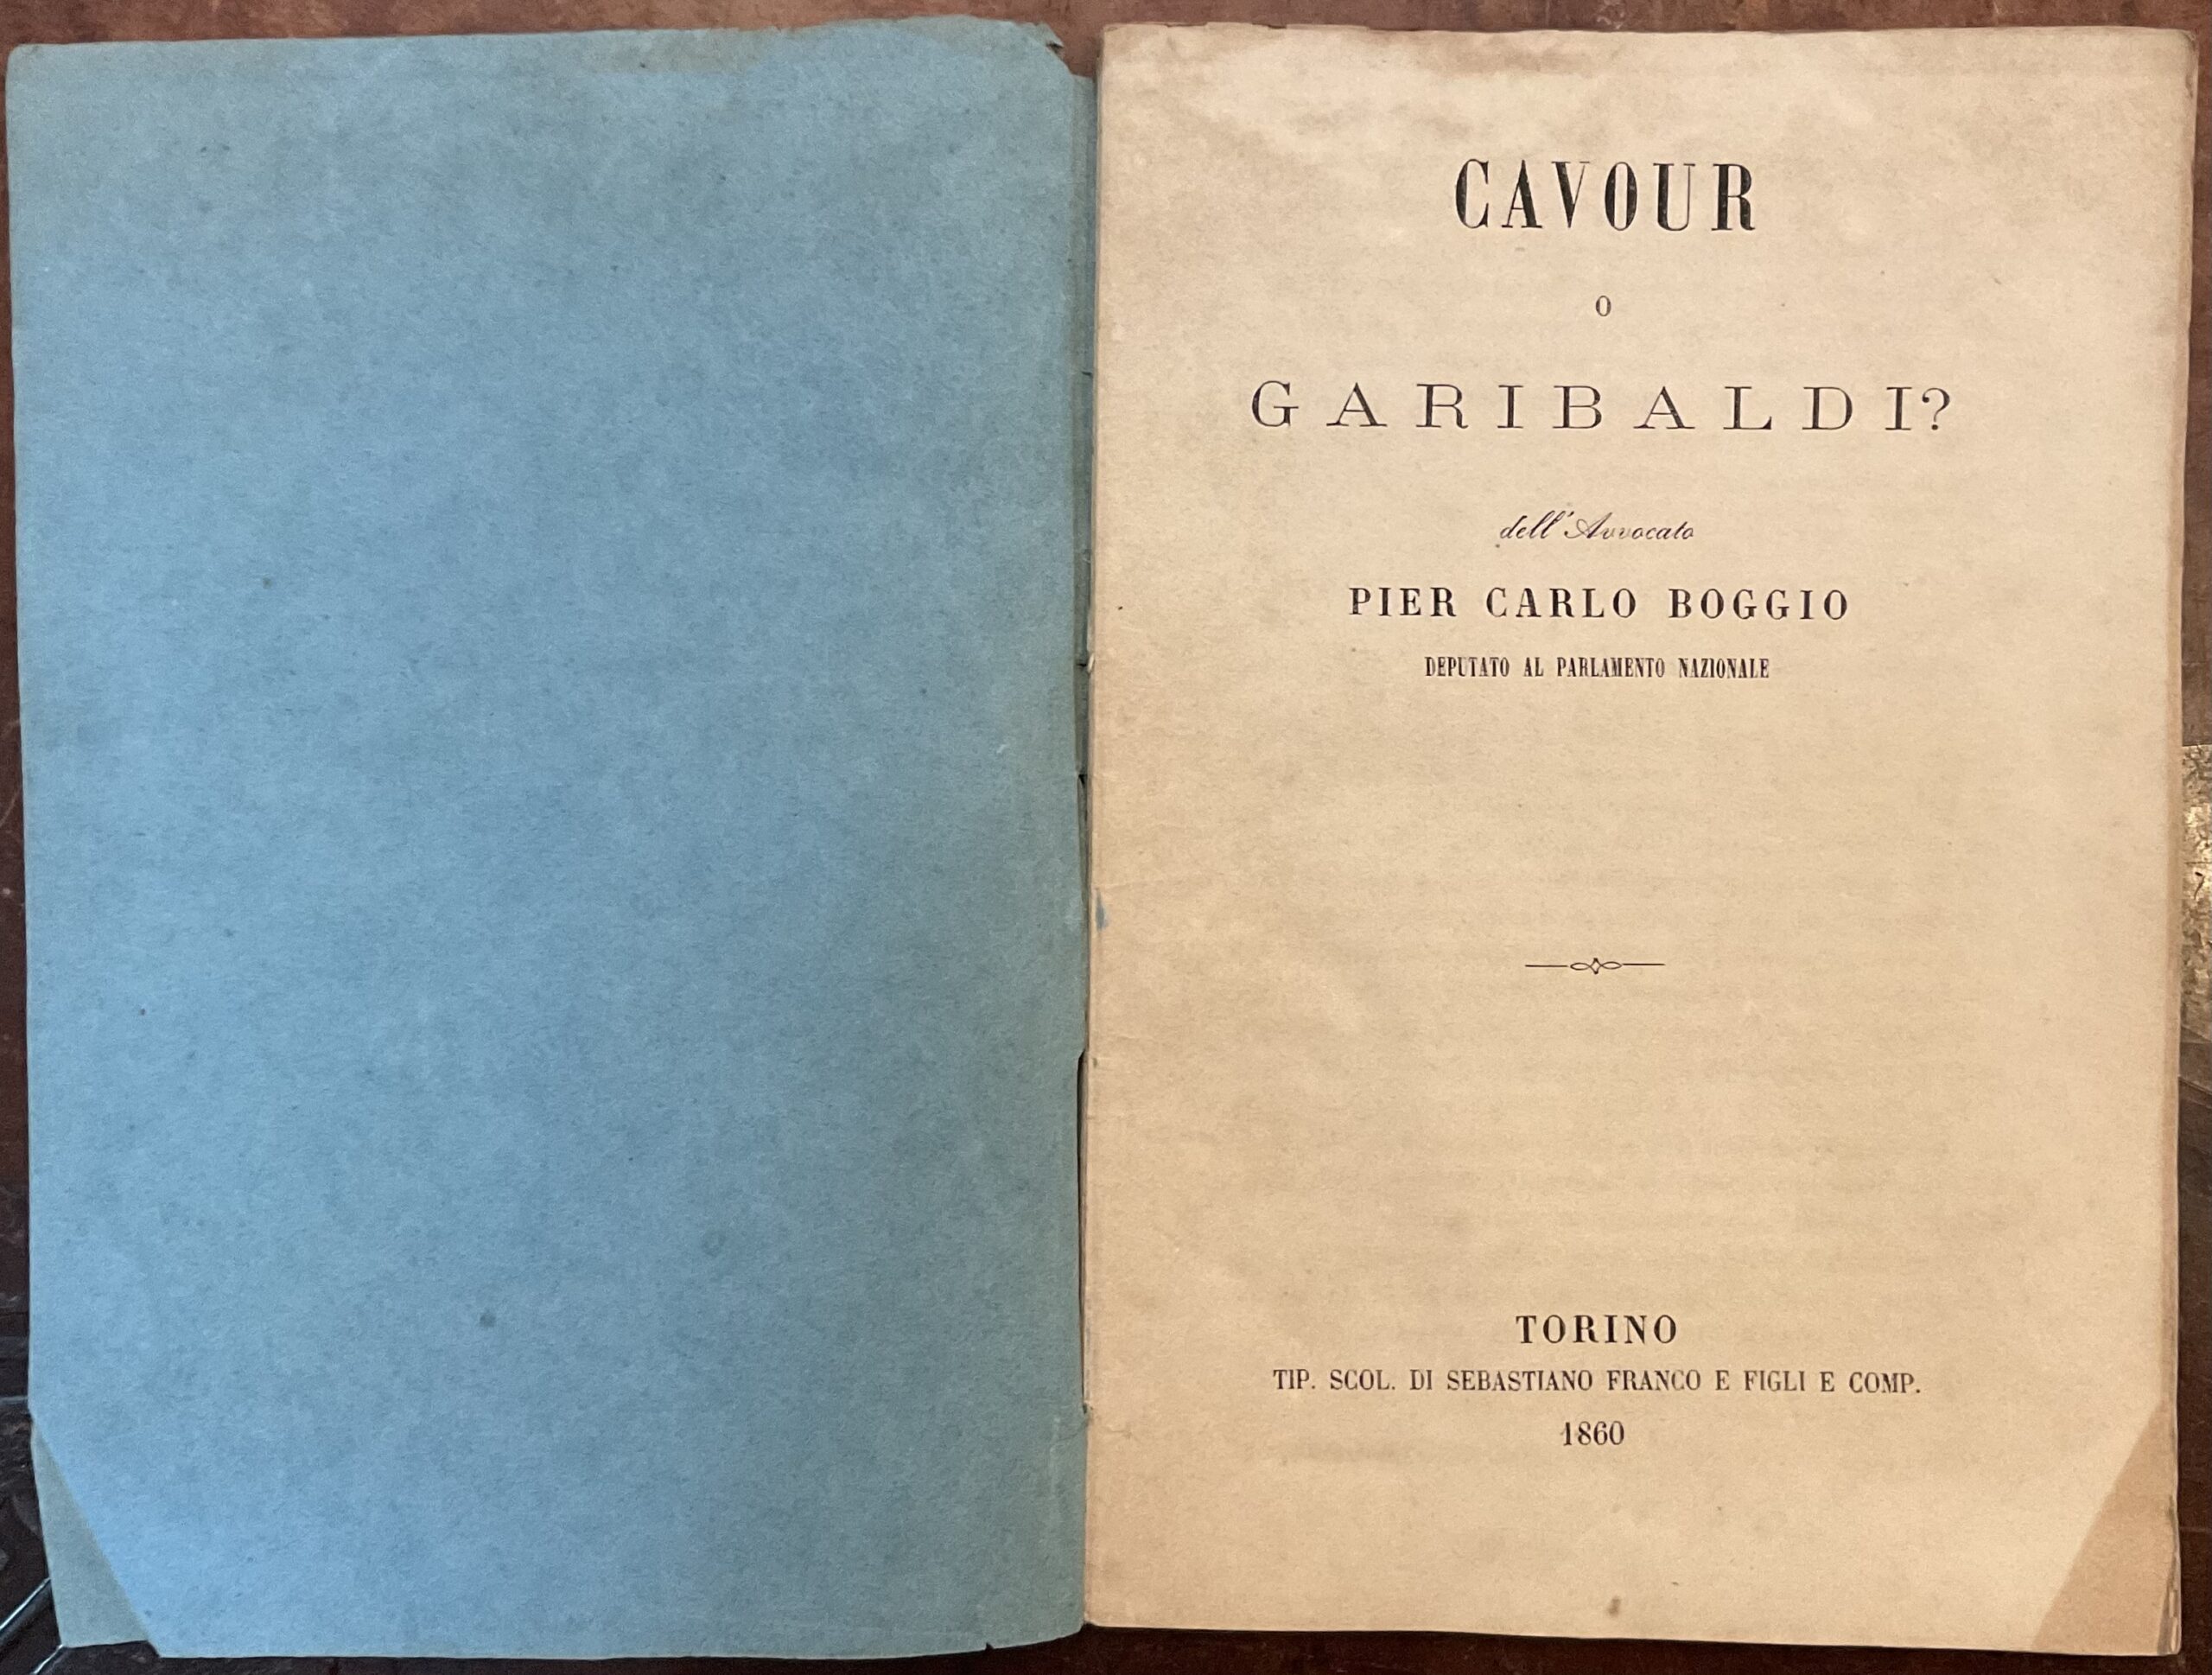 CAVOUR
O
GARIBALDI?
dell'Avvocato
PIER CARLO BOGGIO
DEPUTATO AL PARLAMENTO NAZIONALE
TORINO
TIP. SCOL. DI SEBASTIANO FRANCO E FIGLI E COMP.
1860